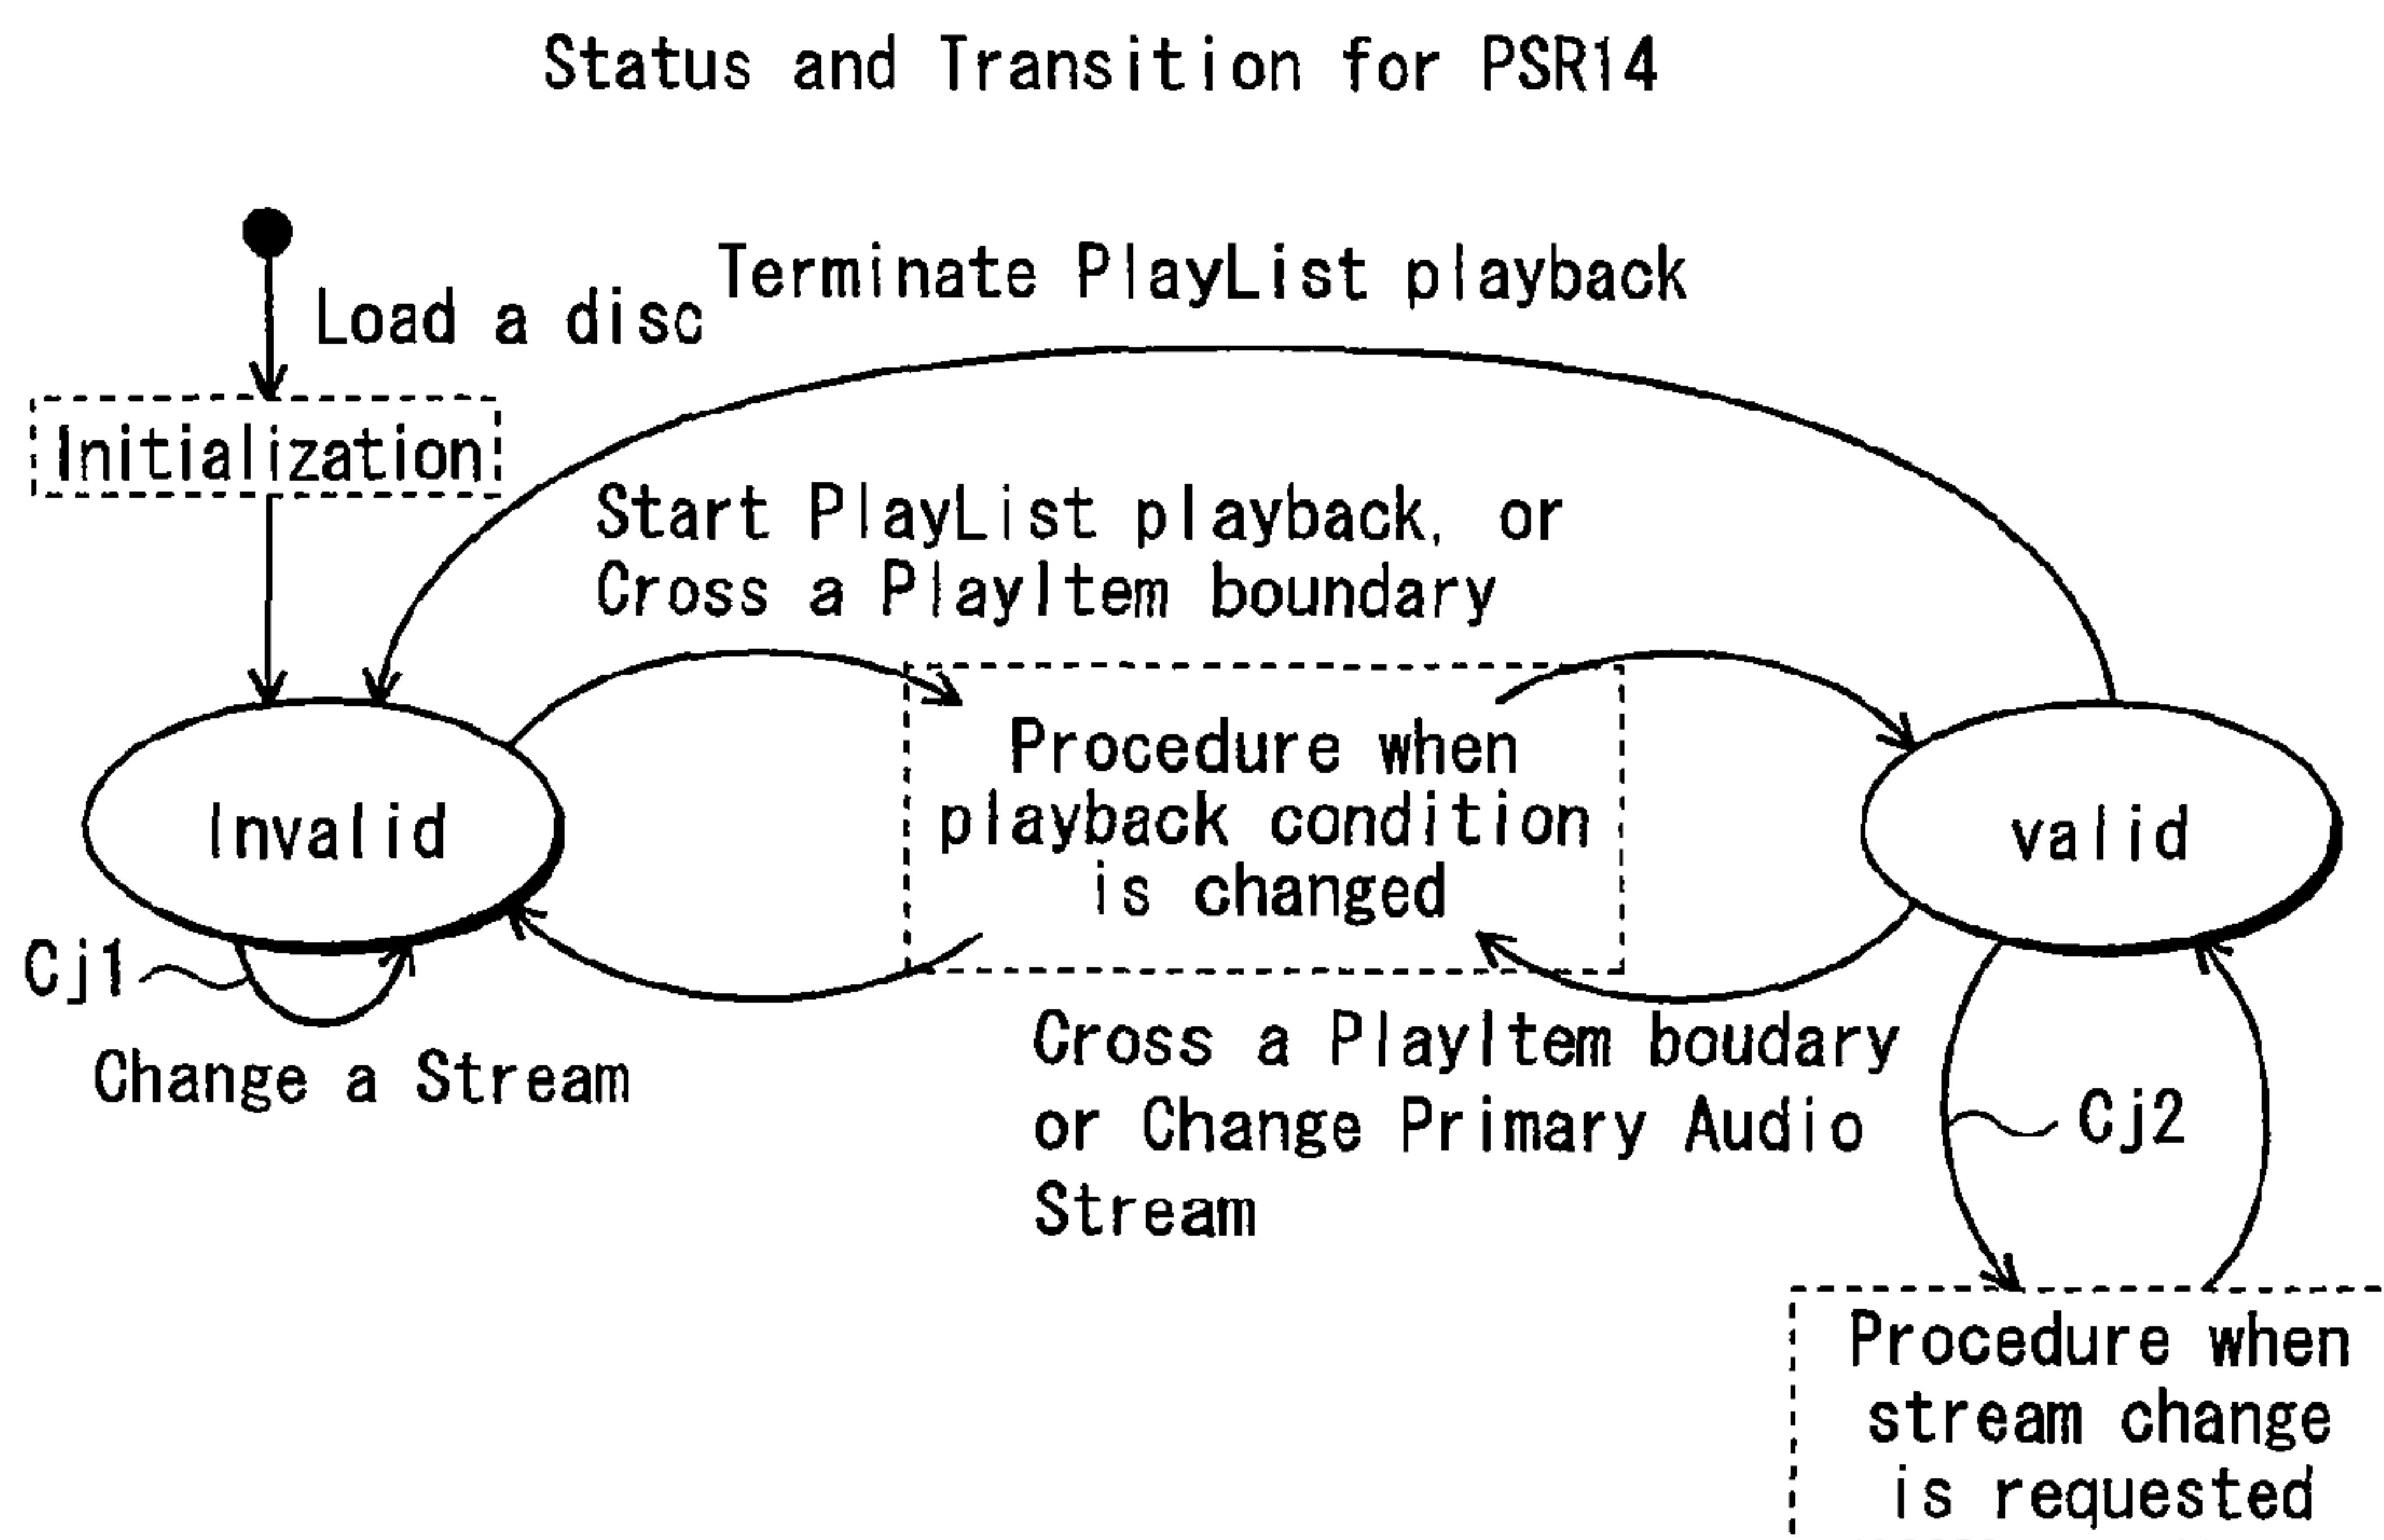 Status and Transition for PSR14
Load a disc
Terminate PlayList playback
Initialization
Start PlayList playback, or
Cross a PlayItem boundary
Invalid
Procedure when
playback condition
is changed
valid
Cj1
Change a Stream
Cross a PlayItem boudary
or Change Primary Audio
Stream
Cj2
Procedure when
stream change
is requested